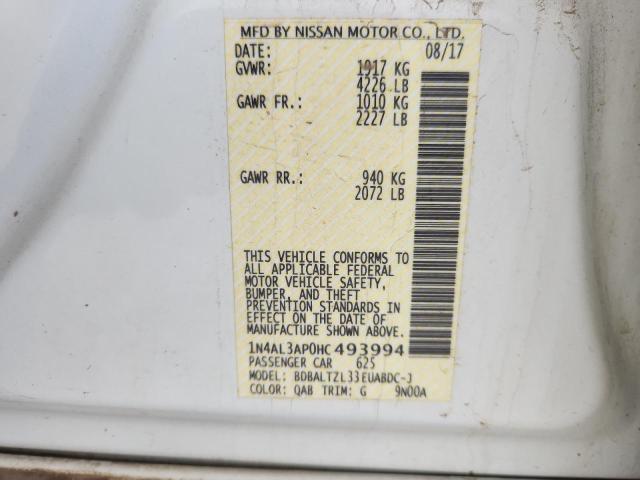 MFD BY NISSAN MOTOR CO., LTD.
DATE: 08/17
GVWR: 1917 KG
4226 LB
GAWR FR.: 1010 KG
2227 LB
GAWR RR.: 940 KG
2072 LB
THIS VEHICLE CONFORMS TO
ALL APPLICABLE FEDERAL
MOTOR VEHICLE SAFETY,
BUMPER, AND THEFT
PREVENTION STANDARDS IN
EFFECT ON THE DATE OF
MANUFACTURE SHOWN ABOVE.
1N4AL3AP0HC493994
PASSENGER CAR 625
MODEL: BDBALTZL33EUABDC-J
COLOR: QAB TRIM: G 9N00A